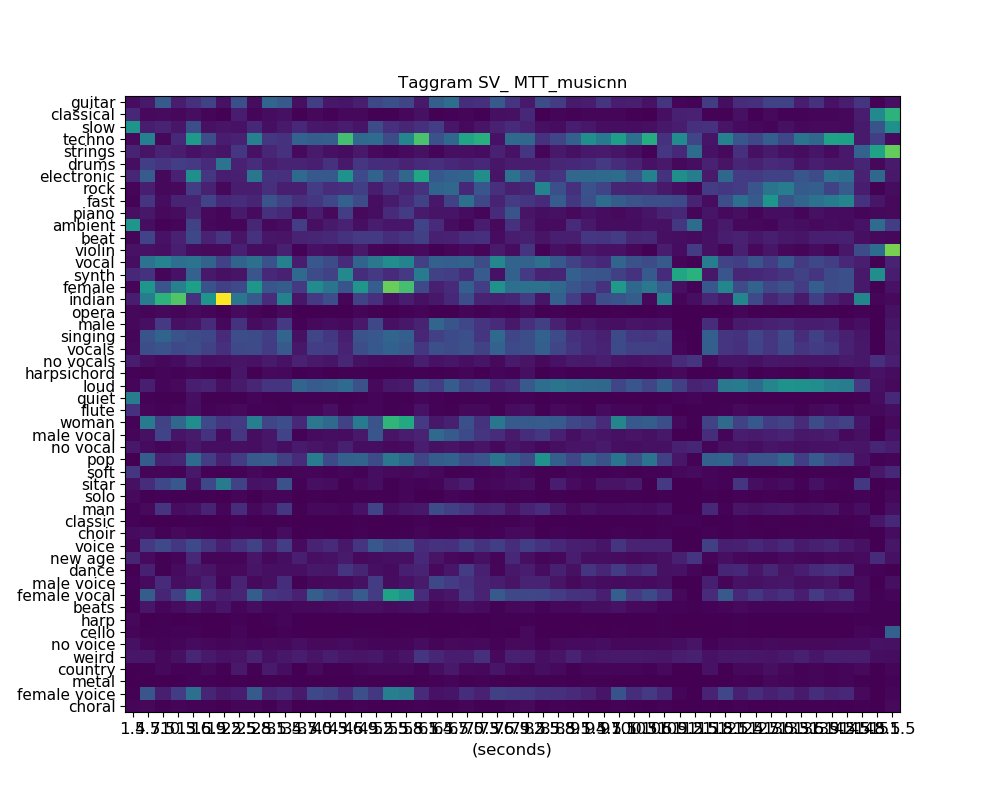 Taggram SV_ MTT_musicnn
guitar
classical
slow
techno
strings
drums
electronic
rock
fast
piano
ambient
beat
violin
vocal
synth
female
indian
opera
male
singing
vocals
no vocals
harpsichord
loud
quiet
flute
woman
male vocal
no vocal
pop
soft
sitar
solo
man
classic
choir
voice
new age
dance
male voice
female vocal
beats
harp
cello
no voice
weird
country
metal
female voice
choral
(seconds)